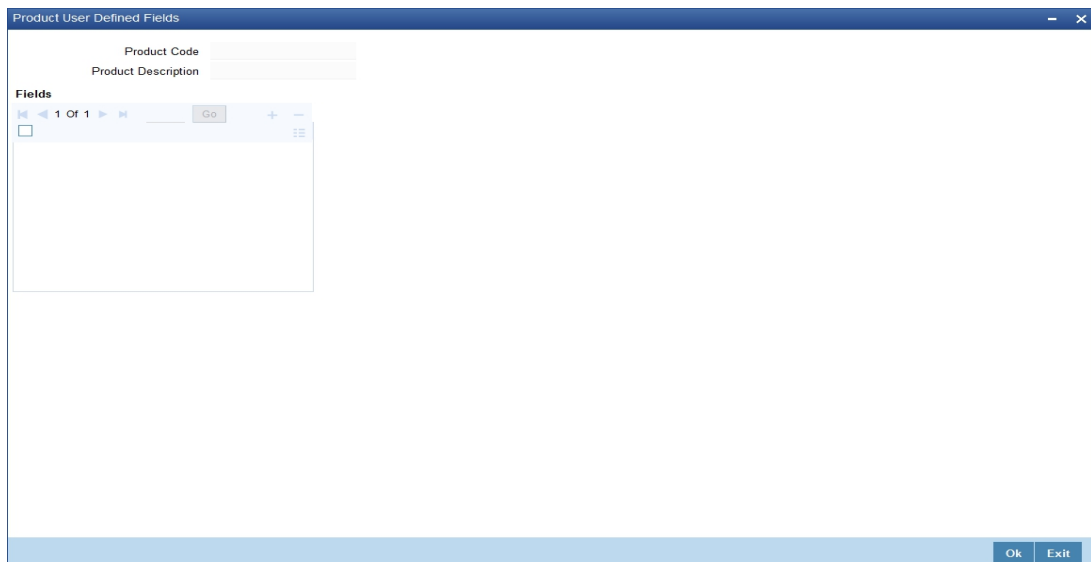 Product User Defined Fields
Product Code
Product Description
Fields
1 Of 1 Go
Ok Exit